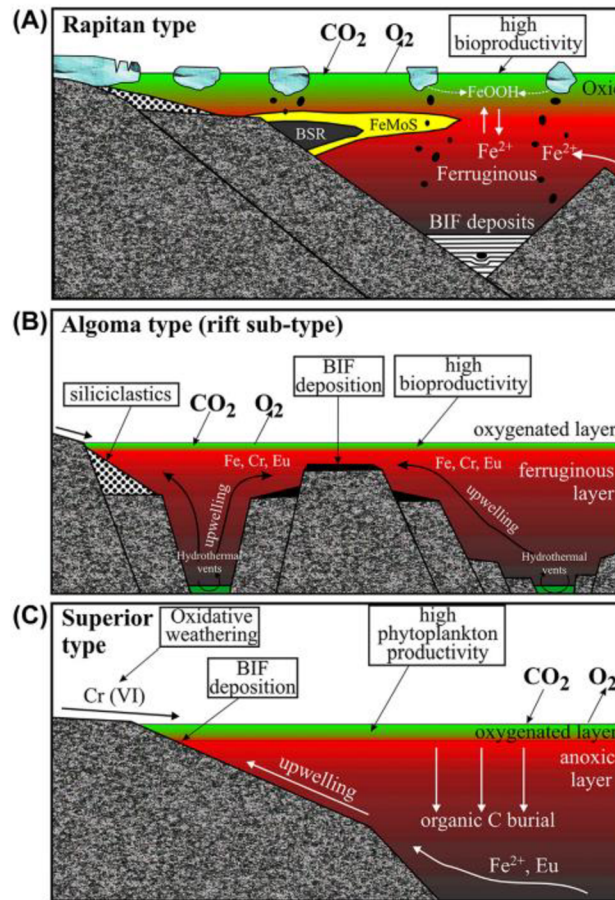 (A)
Rapitan type
CO2
O2
high
bioproductivity
Oxic
FeOOH
FeMoS
BSR
Fe2+
Fe2+
Ferruginous
BIF deposits
(B)
Algoma type (rift sub-type)
siliciclastics
CO2
O2
BIF
deposition
high
bioproductivity
oxygenated layer
Fe, Cr, Eu
Fe, Cr, Eu
ferruginous
layer
upwelling
upwelling
Hydrothermal
vents
Hydrothermal
vents
(C)
Superior
type
Oxidative
weathering
Cr (VI)
BIF
deposition
high
phytoplankton
productivity
CO2
O2
oxygenated layer
anoxic
layer
upwelling
organic C burial
Fe2+, Eu